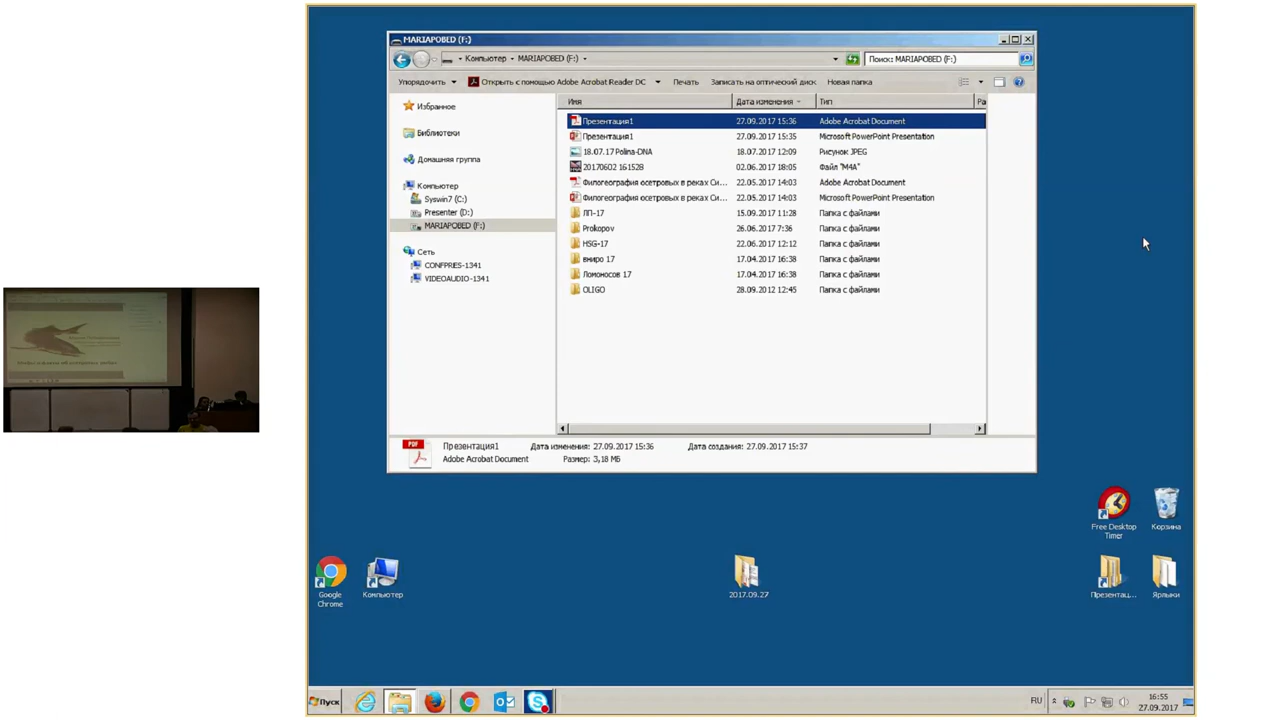 MARIAPOBED (F:)
Компьютер MARIAPOBED (F:)
Поиск: MARIAPOBED (F:)
Упорядочить Открыть с помощью Adobe Acrobat Reader DC Печать Записать на оптический диск Новая папка
Имя Дата изменения Тип Ра
Презентация1 27.09.2017 15:36 Adobe Acrobat Document
Презентация1 27.09.2017 15:35 Microsoft PowerPoint Presentation
18.07.17 Polina-DNA 18.07.2017 12:09 Рисунок JPEG
20170602 161528 02.06.2017 18:05 Файл "M4A"
Филогеография осетровых в реках Си... 22.05.2017 14:03 Adobe Acrobat Document
Филогеография осетровых в реках Си... 22.05.2017 14:03 Microsoft PowerPoint Presentation
ЛП-17 15.09.2017 11:28 Папка с файлами
Prokopov 26.06.2017 7:36 Папка с файлами
HSG-17 22.06.2017 12:12 Папка с файлами
вниро 17 17.04.2017 16:38 Папка с файлами
Ломоносов 17 17.04.2017 16:38 Папка с файлами
OLIGO 28.09.2012 12:45 Папка с файлами
Избранное
Библиотеки
Домашняя группа
Компьютер
Syswin7 (C:)
Presenter (D:)
MARIAPOBED (F:)
Сеть
CONFPRES-1341
VIDEOAUDIO-1341
PDF
Презентация1 Дата изменения: 27.09.2017 15:36 Дата создания: 27.09.2017 15:37
Adobe Acrobat Document Размер: 3,18 МБ
Free Desktop
Timer
Корзина
Google
Chrome
Компьютер
2017.09.27
Презентац...
Ярлыки
Пуск
RU
16:55
27.09.2017